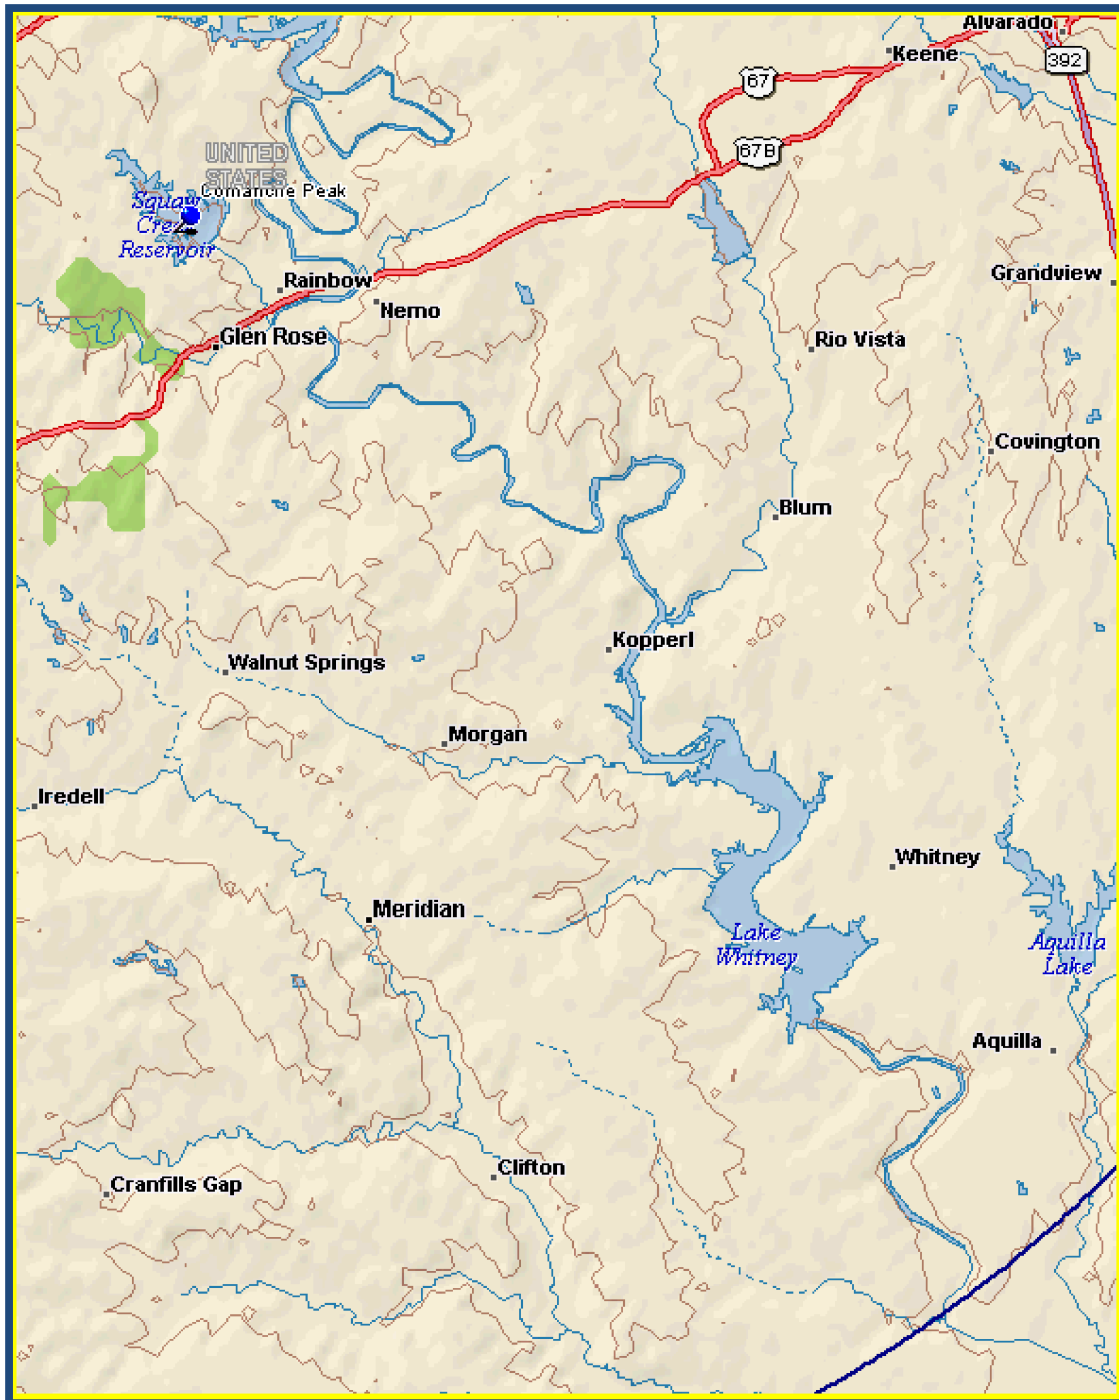 Alvarado
Keene
392
67
67B
UNITED
STATES
Comanche Peak
Squaw
Creek
Reservoir
Grandview
Rainbow
Nemo
Glen Rose
Rio Vista
Covington
Blum
Kopperl
Walnut Springs
Morgan
Iredell
Whitney
Meridian
Lake
Whitney
Aquilla
Lake
Aquilla
Clifton
Cranfills Gap